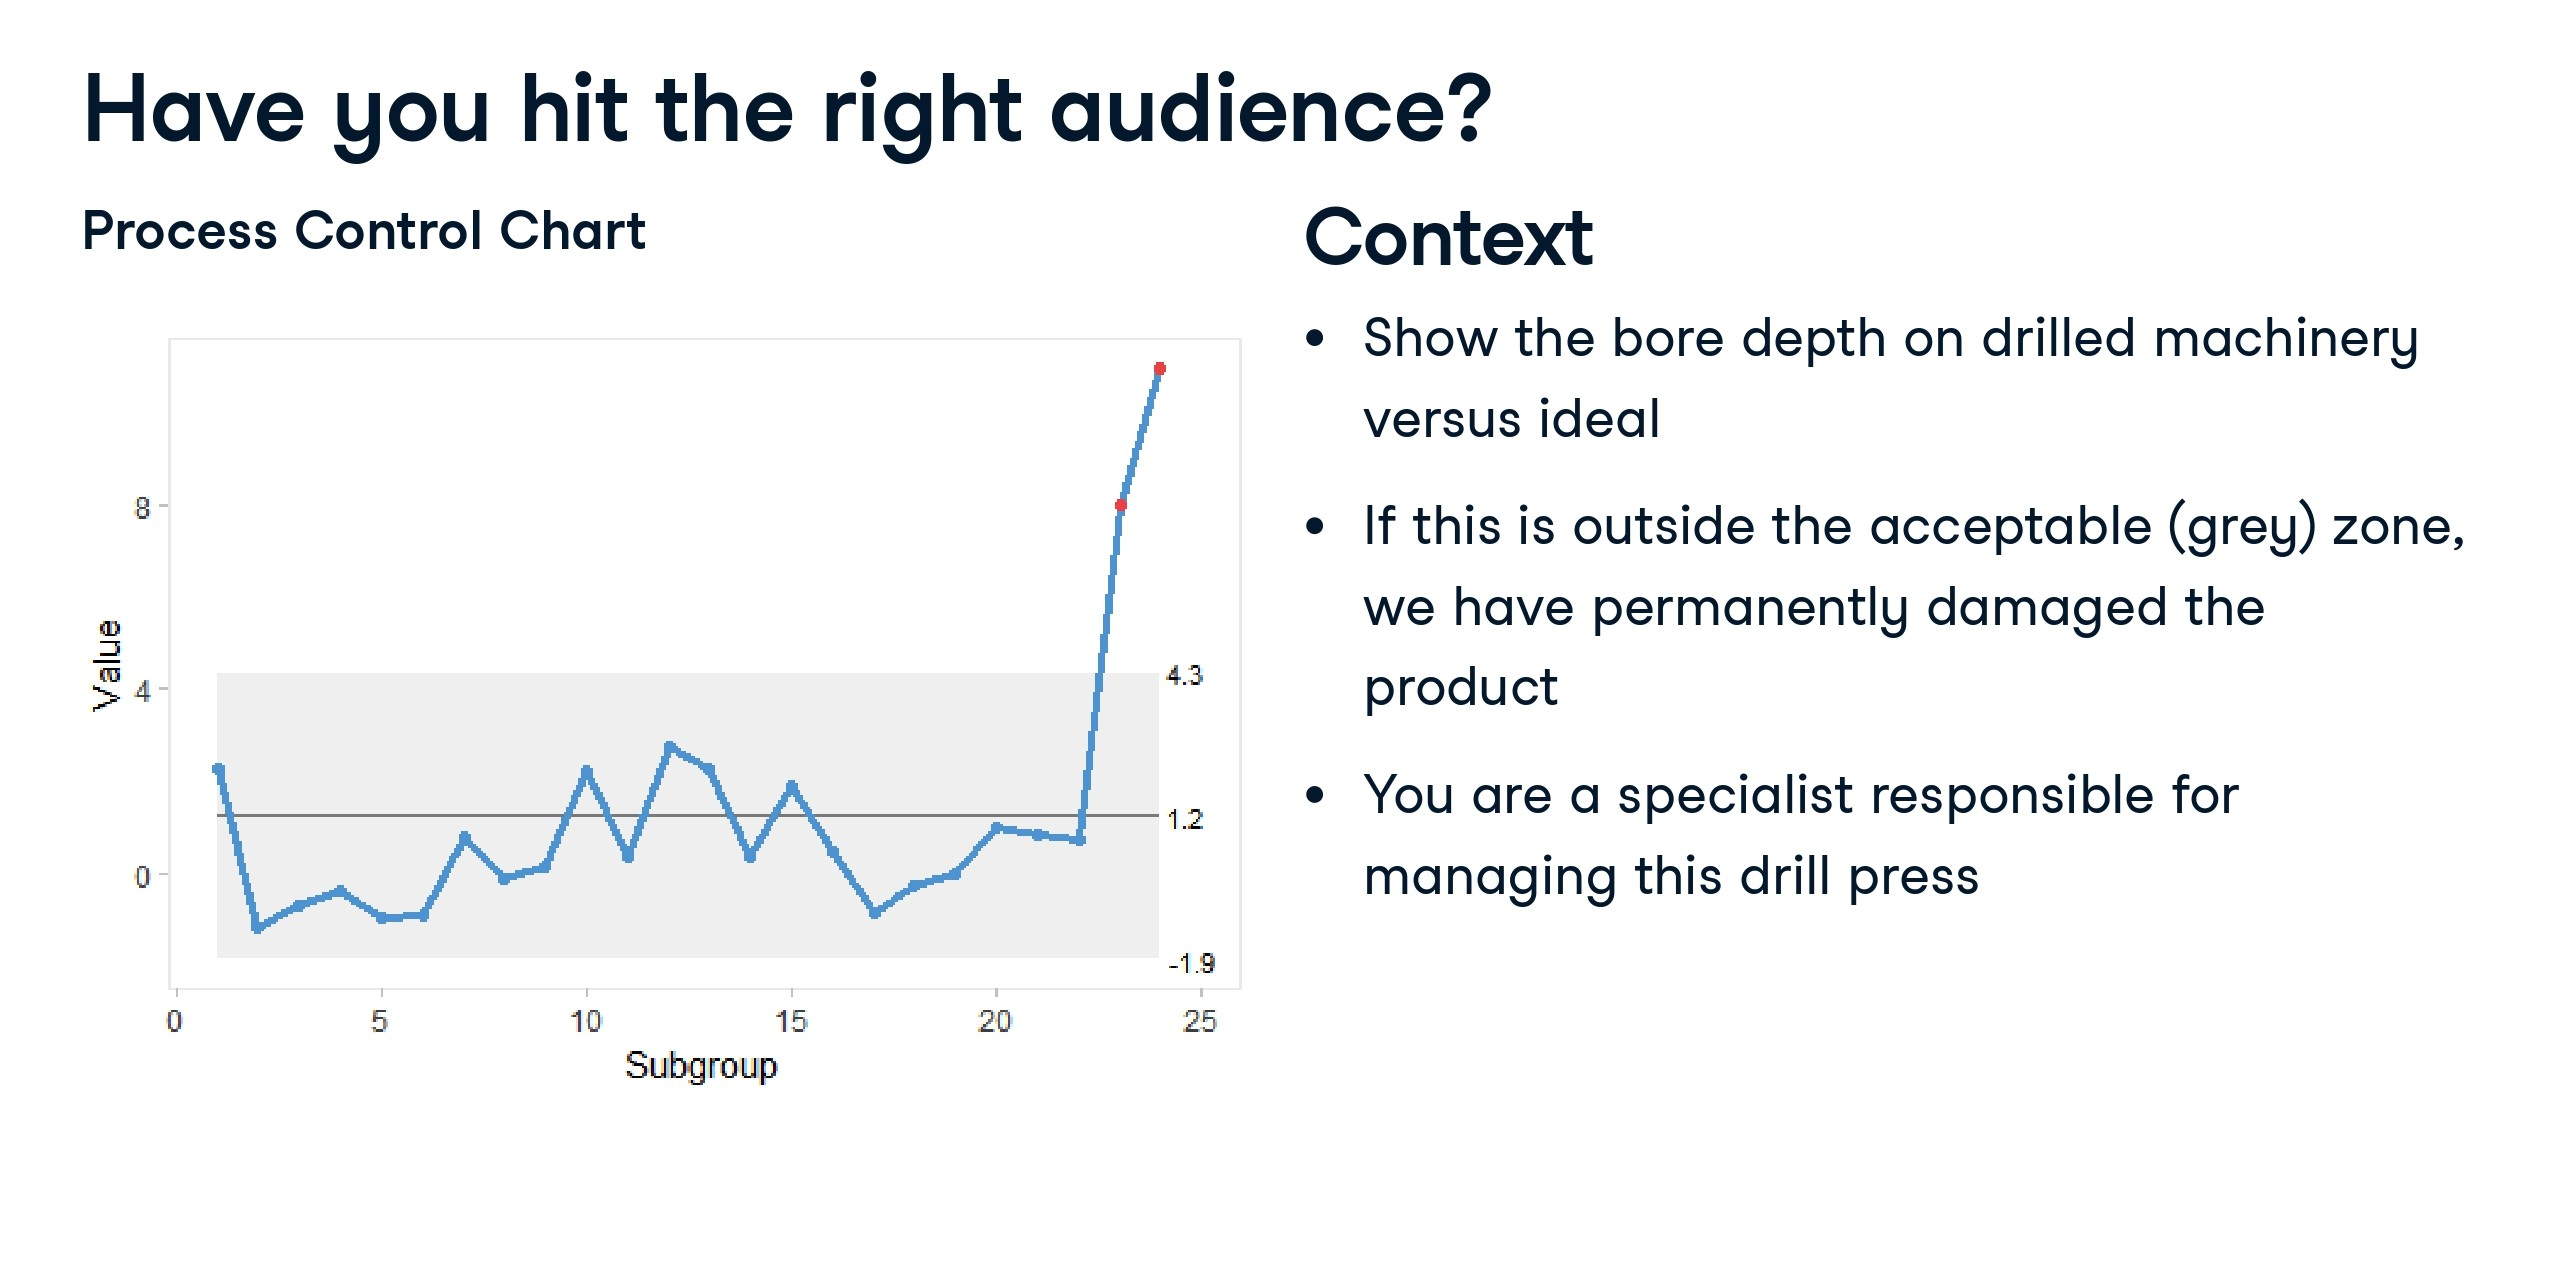 Have you hit the right audience?
Process Control Chart
8
4
0
Value
4.3
1.2
-1.9
0 5 10 15 20 25
Subgroup
Context
• Show the bore depth on drilled machinery
versus ideal
• If this is outside the acceptable (grey) zone,
we have permanently damaged the
product
• You are a specialist responsible for
managing this drill press